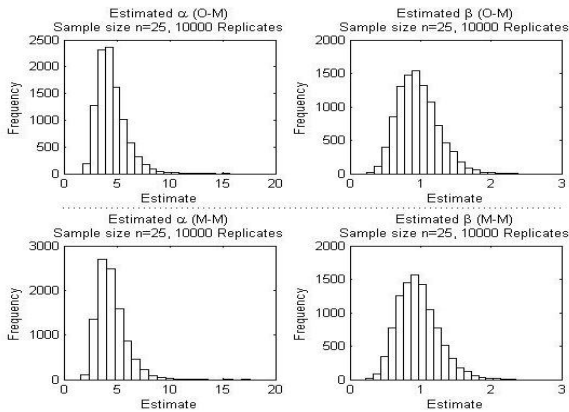 Estimated α (O-M)
Sample size n=25, 10000 Replicates
2500
2000
1500
1000
500
0
Frequency
0 5 10 15 20
Estimate
Estimated β (O-M)
Sample size n=25, 10000 Replicates
2000
1500
1000
500
0
Frequency
0 1 2 3
Estimate
Estimated α (M-M)
Sample size n=25, 10000 Replicates
3000
2000
1000
0
Frequency
0 5 10 15 20
Estimate
Estimated β (M-M)
Sample size n=25, 10000 Replicates
2000
1500
1000
500
0
Frequency
0 1 2 3
Estimate